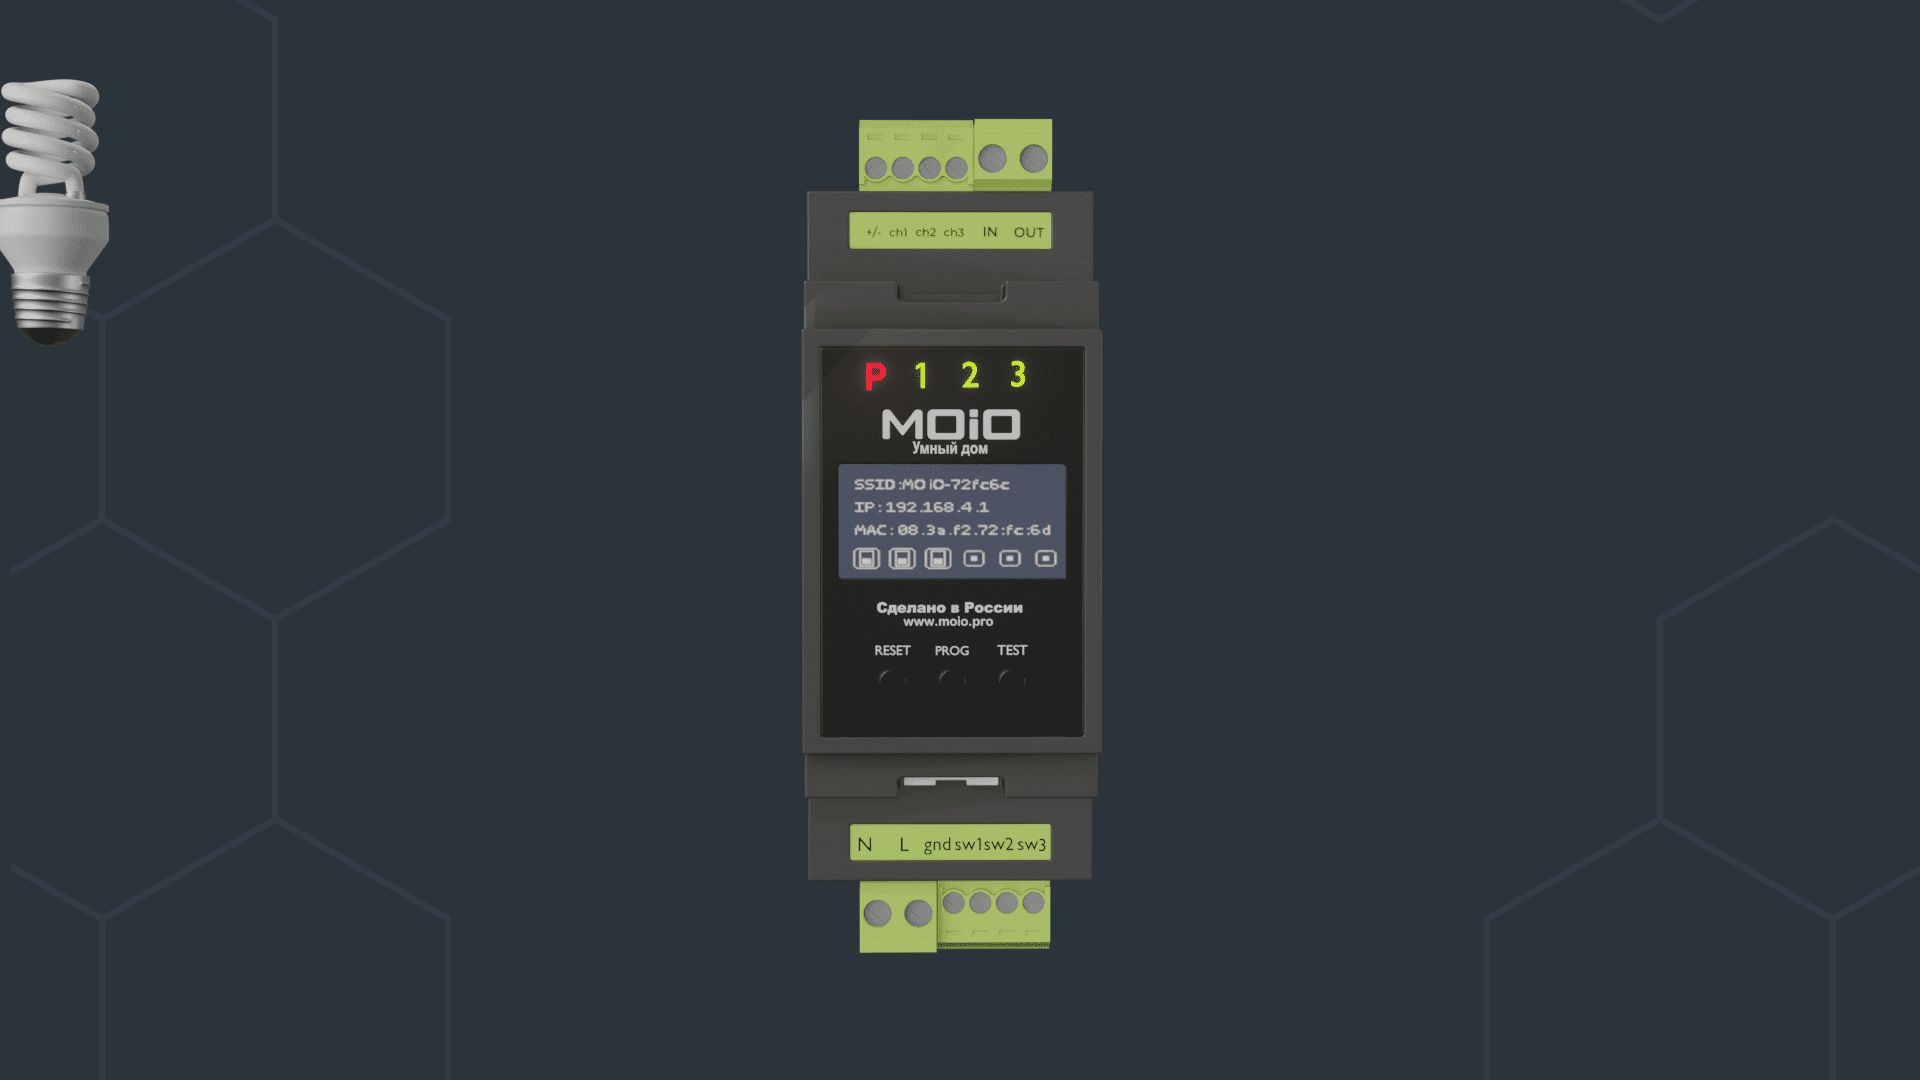 +/- ch1 ch2 ch3 IN OUT
P 1 2 3
MOiO
Умный дом
SSID:MOiO-72fc6c
IP:192.168.4.1
MAC:08.3a.f2.72:fc:6d
Сделано в России
www.moio.pro
RESET PROG TEST
N L gnd sw1 sw2 sw3